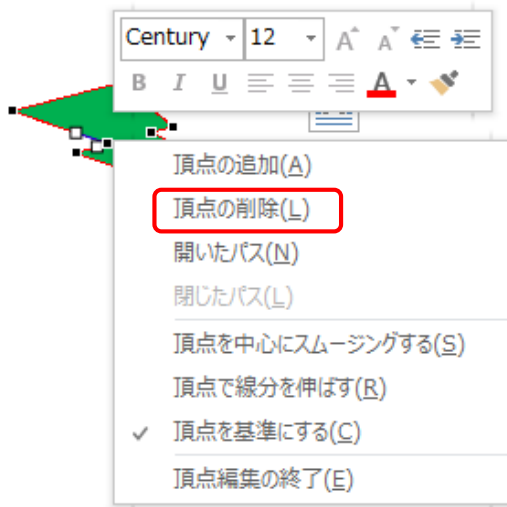 Century 12 A A
B I U A
頂点の追加(A)
頂点の削除(L)
開いたパス(N)
閉じたパス(L)
頂点を中心にスムージングする(S)
頂点で線分を伸ばす(R)
頂点を基準にする(C)
頂点編集の終了(E)